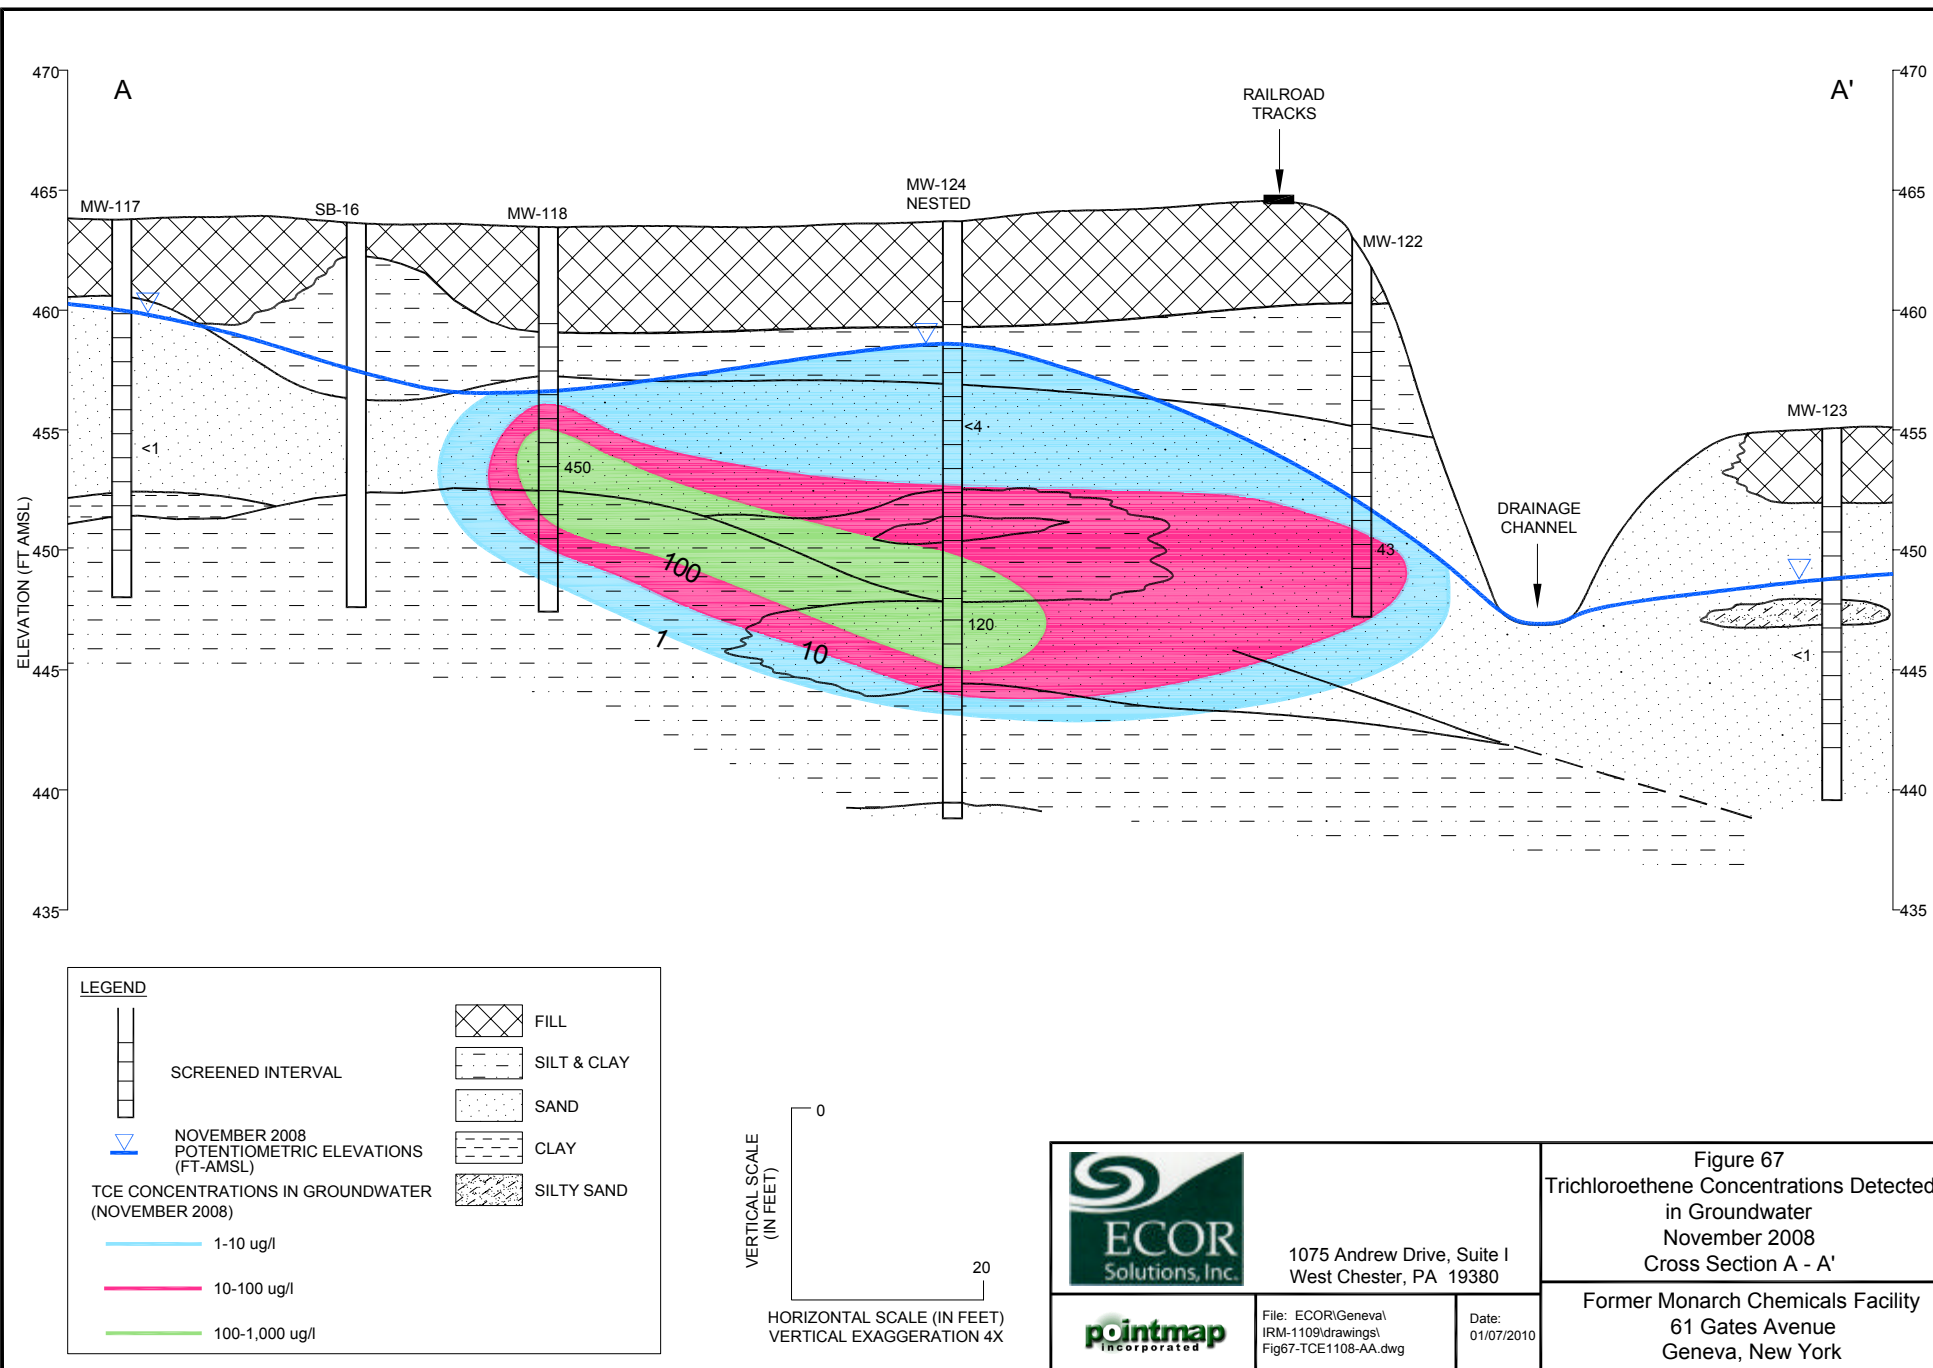 A
A'
470
465
460
455
450
445
440
435
ELEVATION (FT AMSL)
470
465
460
455
450
445
440
435
MW-117
SB-16
MW-118
MW-124
NESTED
RAILROAD
TRACKS
MW-122
DRAINAGE
CHANNEL
MW-123
<1
450
<4
120
43
<1
100
10
1
LEGEND
SCREENED INTERVAL
NOVEMBER 2008
POTENTIOMETRIC ELEVATIONS
(FT-AMSL)
TCE CONCENTRATIONS IN GROUNDWATER
(NOVEMBER 2008)
1-10 ug/l
10-100 ug/l
100-1,000 ug/l
FILL
SILT & CLAY
SAND
CLAY
SILTY SAND
VERTICAL SCALE
(IN FEET)
0
20
HORIZONTAL SCALE (IN FEET)
VERTICAL EXAGGERATION 4X
ECOR
Solutions, Inc.
1075 Andrew Drive, Suite I
West Chester, PA 19380
pointmap
incorporated
File: ECOR\Geneva\
IRM-1109\drawings\
Fig67-TCE1108-AA.dwg
Date:
01/07/2010
Figure 67
Trichloroethene Concentrations Detected
in Groundwater
November 2008
Cross Section A - A'
Former Monarch Chemicals Facility
61 Gates Avenue
Geneva, New York